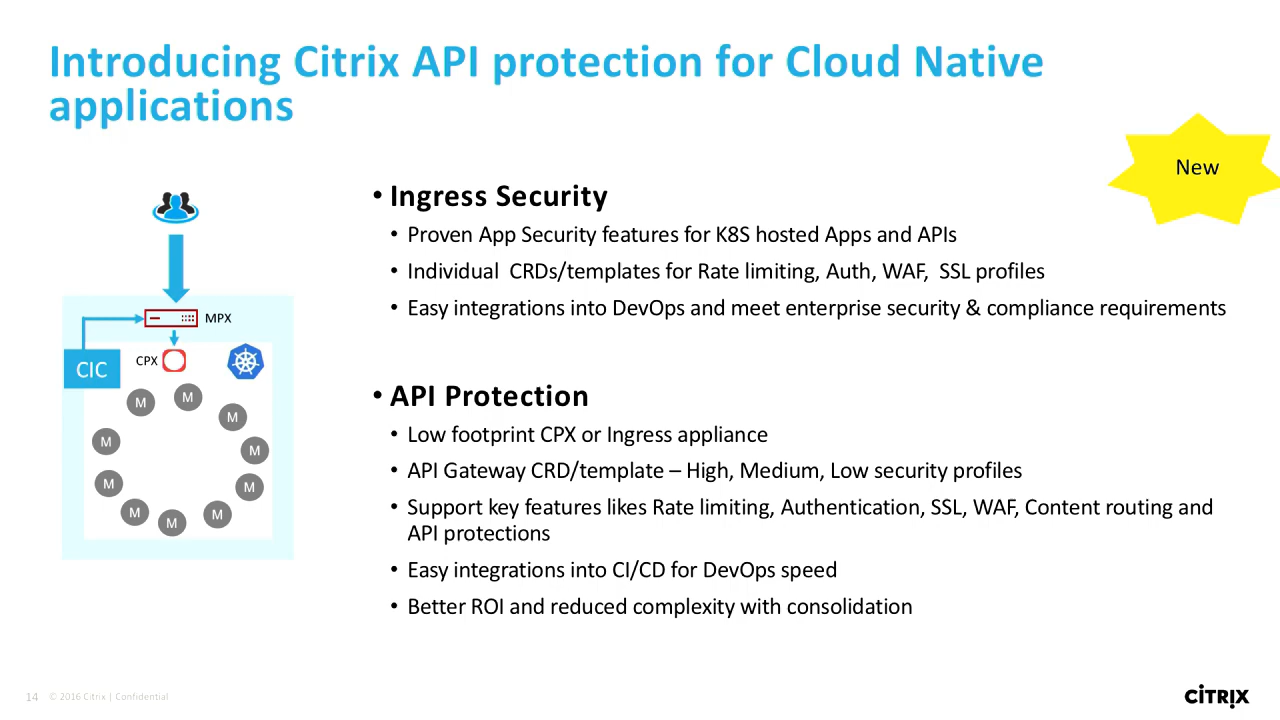 Introducing Citrix API protection for Cloud Native
applications
New
• Ingress Security
• Proven App Security features for K8S hosted Apps and APIs
• Individual CRDs/templates for Rate limiting, Auth, WAF, SSL profiles
• Easy integrations into DevOps and meet enterprise security & compliance requirements
MPX
CIC
CPX
M
M
M
M
M
M
M
M
M
M
• API Protection
• Low footprint CPX or Ingress appliance
• API Gateway CRD/template – High, Medium, Low security profiles
• Support key features likes Rate limiting, Authentication, SSL, WAF, Content routing and
API protections
• Easy integrations into CI/CD for DevOps speed
• Better ROI and reduced complexity with consolidation
14 © 2016 Citrix | Confidential
CITRIX